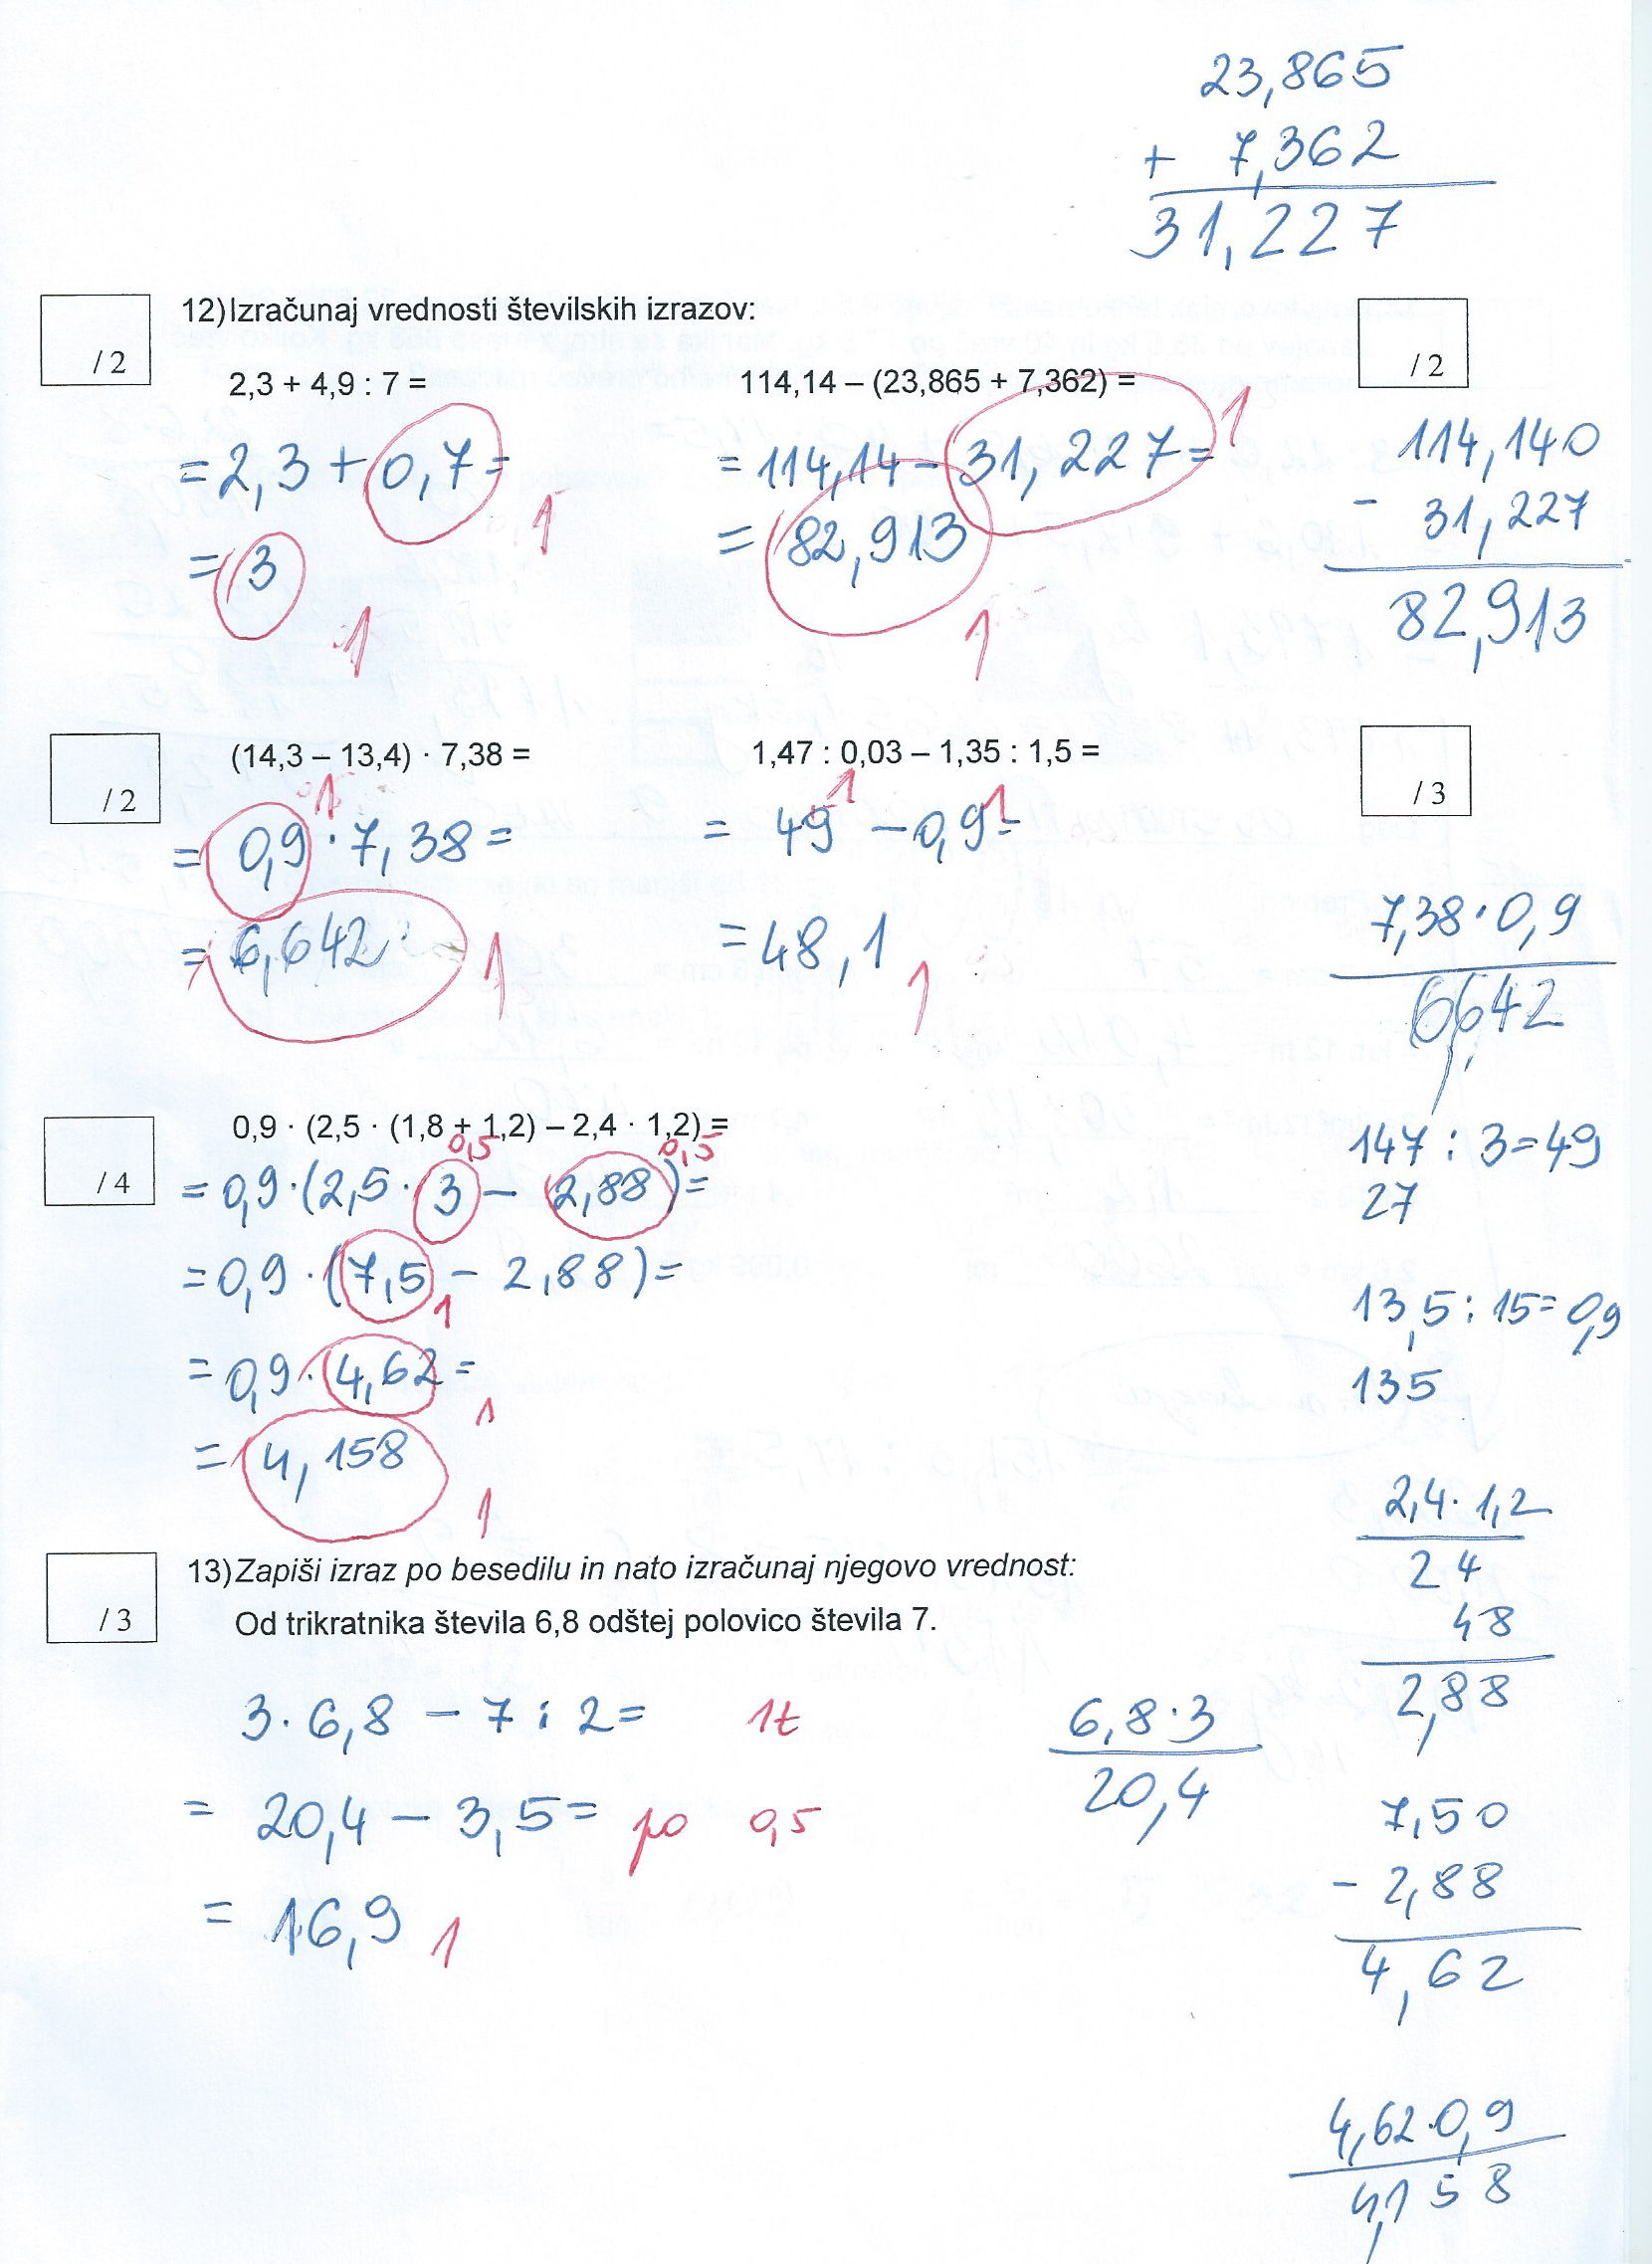 23,865
+ 7,362
31,227
12) Izračunaj vrednosti številskih izrazov:
/ 2
/ 2
2,3 + 4,9 : 7 =
= 2,3 + 0,7 =
1
= 3
1
114,14 – (23,865 + 7,362) =
1
= 114,14 – 31,227 =
= 82,913
1
114,140
- 31,227
82,913
/ 2
(14,3 – 13,4) · 7,38 =
1
= 0,9 · 7,38 =
= 6,642
1
1,47 : 0,03 – 1,35 : 1,5 =
1 1
= 49 – 0,9 =
= 48,1
1
/ 3
7,38 · 0,9
6,642
147 : 3 = 49
27
13,5 : 15 = 0,9
135
/ 4
0,9 · (2,5 · (1,8 + 1,2) – 2,4 · 1,2) =
0,5 0,5
= 0,9 · (2,5 · 3 – 2,88) =
= 0,9 · (7,5 – 2,88) =
1
= 0,9 · 4,62 =
1
= 4,158
1
2,4 · 1,2
24
48
2,88
/ 3
13) Zapiši izraz po besedilu in nato izračunaj njegovo vrednost:
Od trikratnika števila 6,8 odštej polovico števila 7.
3 · 6,8 – 7 : 2 = 1t
= 20,4 – 3,5 = po 0,5
= 16,9 1
6,8 · 3
20,4
7,50
- 2,88
4,62
4,62 · 0,9
4,158